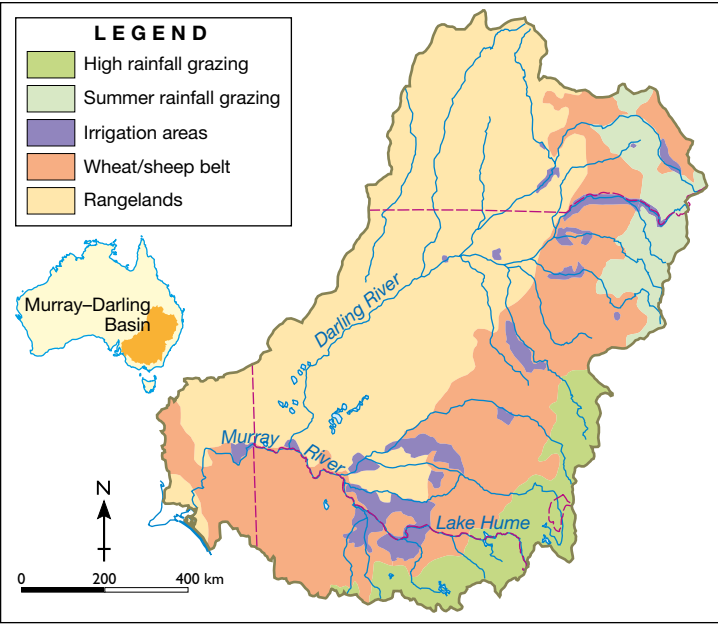 LEGEND
High rainfall grazing
Summer rainfall grazing
Irrigation areas
Wheat/sheep belt
Rangelands
Murray–Darling
Basin
Darling River
Murray River
Lake Hume
N
0 200 400 km